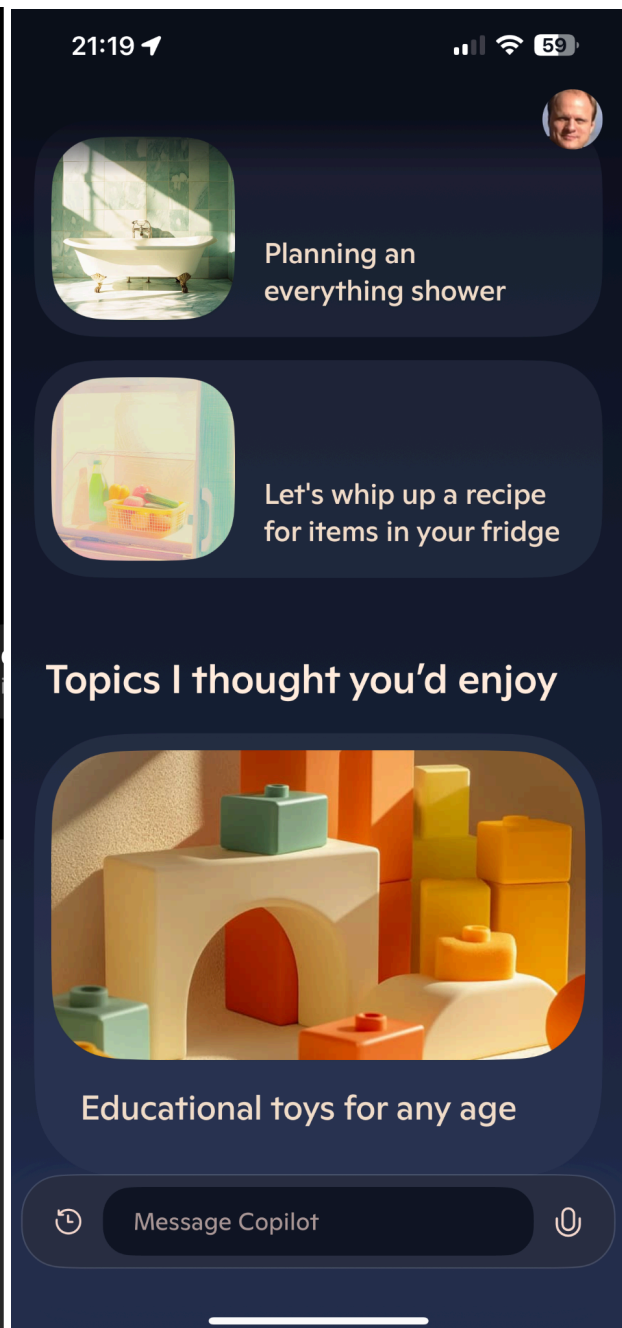 21:19
59
Planning an
everything shower
Let's whip up a recipe
for items in your fridge
Topics I thought you’d enjoy
Educational toys for any age
Message Copilot